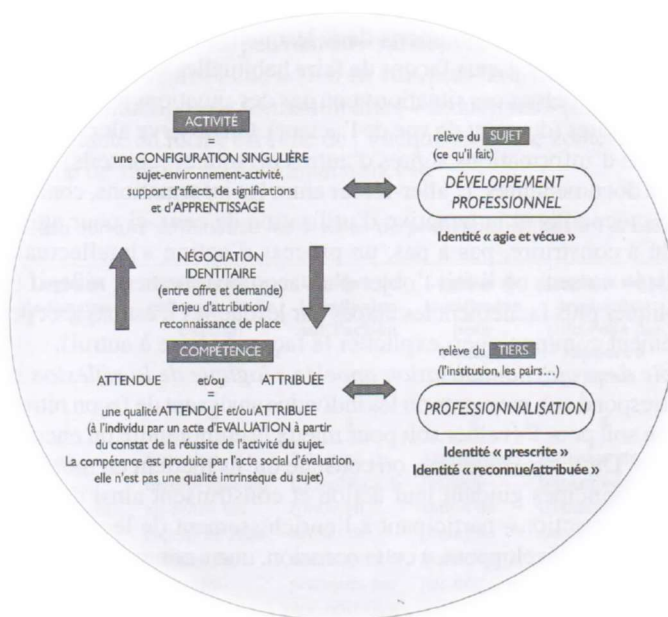 ACTIVITÉ
=
une CONFIGURATION SINGULIÈRE
sujet-environnement-activité,
support d'affects, de significations
et d'APPRENTISSAGE
relève du SUJET
(ce qu'il fait)
DÉVELOPPEMENT
PROFESSIONNEL
Identité « agie et vécue »
NÉGOCIATION
IDENTITAIRE
(entre offre et demande)
enjeu d'attribution/
reconnaissance de place
COMPÉTENCE
ATTENDUE et/ou ATTRIBUÉE
=
une qualité ATTENDUE et/ou ATTRIBUEE
(à l'individu par un acte d'EVALUATION à partir
du constat de la réussite de l'activité du sujet.
La compétence est produite par l'acte social d'évaluation,
elle n'est pas une qualité intrinsèque du sujet)
relève du TIERS
(l'institution, les pairs…)
PROFESSIONNALISATION
Identité « prescrite »
Identité « reconnue/attribuée »